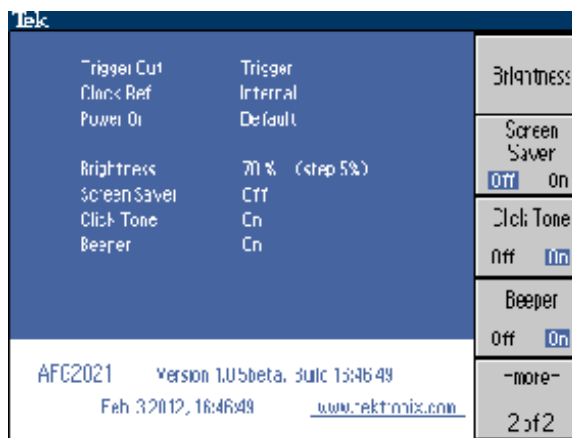 Tek
Trigger Out Trigger
Clock Ref Internal
Power On Default
Brightness 70 % (step 5%)
Screen Saver Off
Click Tone On
Beeper On
AFG2021 Version 1.05beta, Build 16:46:49
Feb 3 2012, 16:46:49 www.tektronix.com
Brightness
Screen
Saver
Off On
Click Tone
Off On
Beeper
Off On
-more-
2 of 2